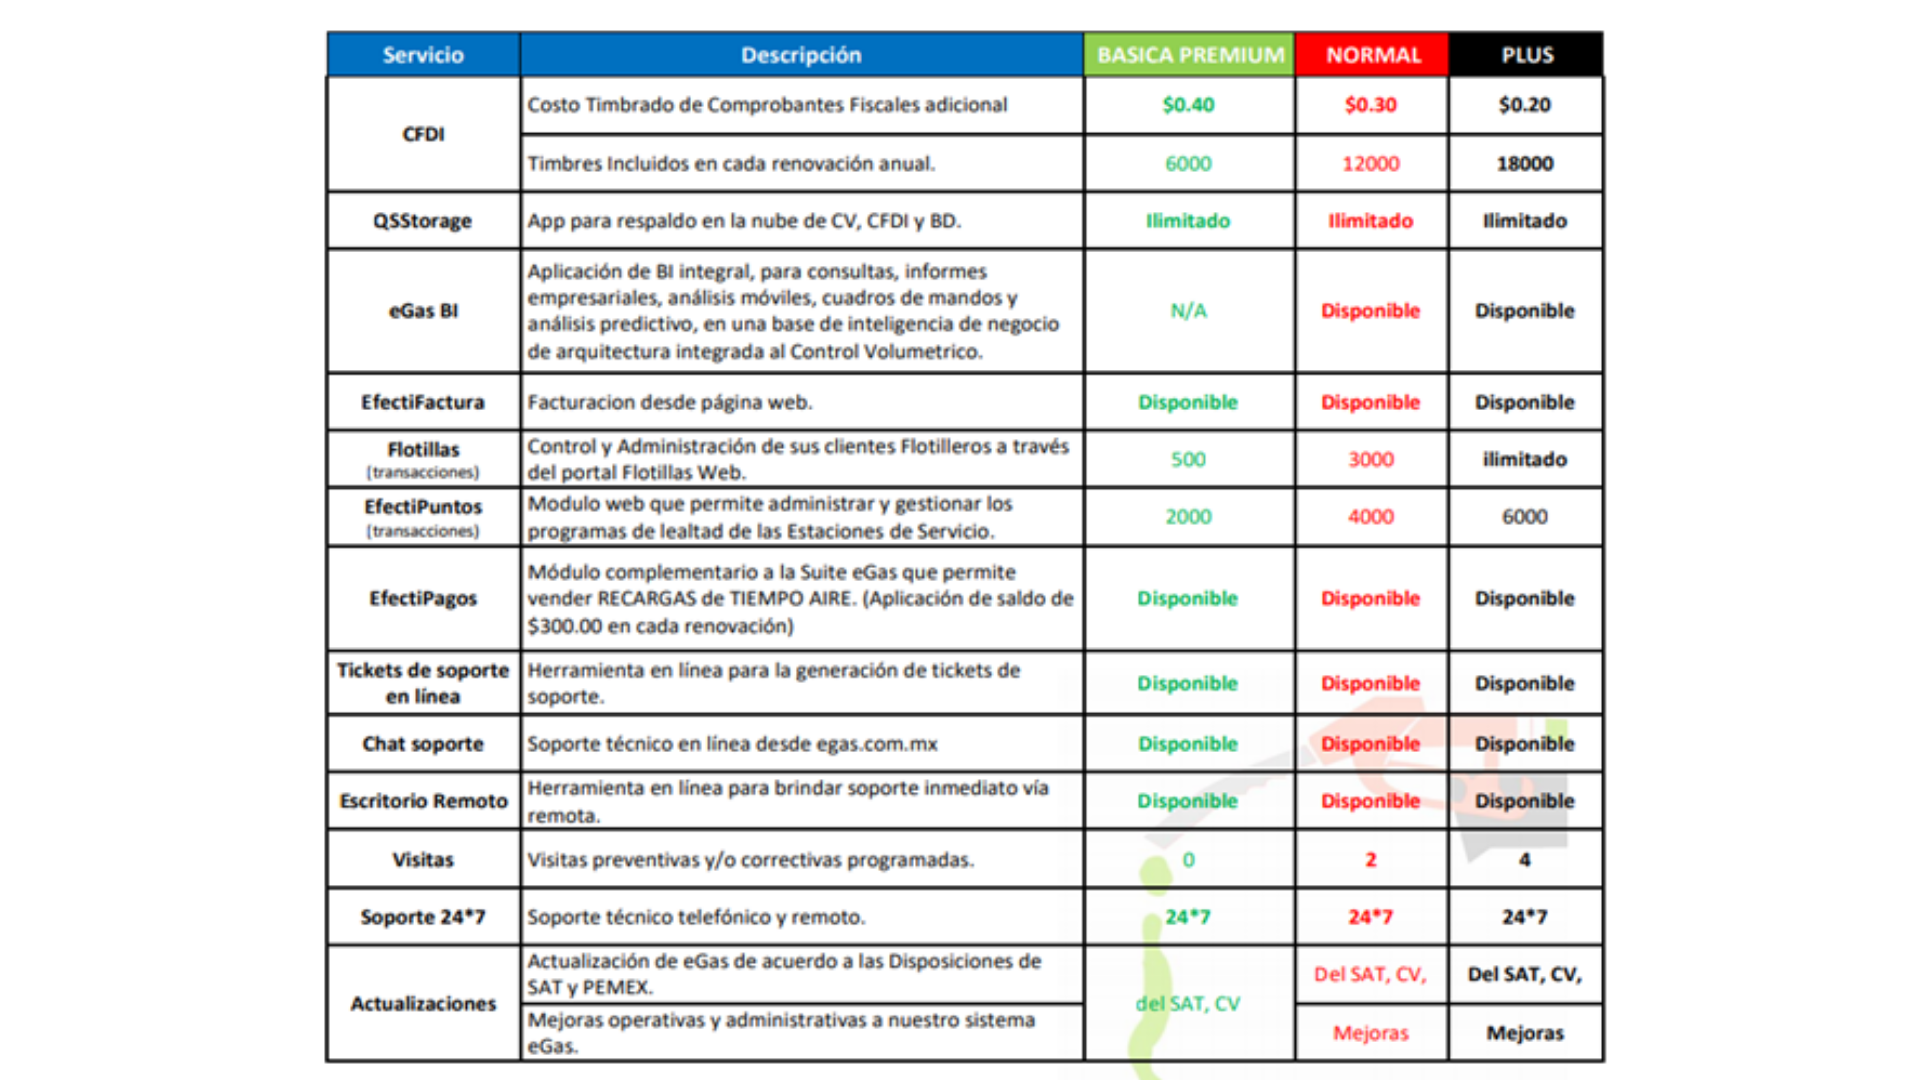 Servicio Descripción BASICA PREMIUM NORMAL PLUS
CFDI
Costo Timbrado de Comprobantes Fiscales adicional $0.40 $0.30 $0.20
Timbres Incluidos en cada renovación anual. 6000 12000 18000
QSStorage App para respaldo en la nube de CV, CFDI y BD. Ilimitado Ilimitado Ilimitado
eGas BI
Aplicación de BI integral, para consultas, informes
empresariales, análisis móviles, cuadros de mandos y
análisis predictivo, en una base de inteligencia de negocio
de arquitectura integrada al Control Volumetrico.
N/A Disponible Disponible
EfectiFactura Facturacion desde página web. Disponible Disponible Disponible
Flotillas
(transacciones)
Control y Administración de sus clientes Flotilleros a través
del portal Flotillas Web.
500 3000 ilimitado
EfectiPuntos
(transacciones)
Modulo web que permite administrar y gestionar los
programas de lealtad de las Estaciones de Servicio.
2000 4000 6000
EfectiPagos
Módulo complementario a la Suite eGas que permite
vender RECARGAS de TIEMPO AIRE. (Aplicación de saldo de
$300.00 en cada renovación)
Disponible Disponible Disponible
Tickets de soporte
en línea
Herramienta en línea para la generación de tickets de
soporte.
Disponible Disponible Disponible
Chat soporte Soporte técnico en línea desde egas.com.mx Disponible Disponible Disponible
Escritorio Remoto
Herramienta en línea para brindar soporte inmediato vía
remota.
Disponible Disponible Disponible
Visitas Visitas preventivas y/o correctivas programadas. 0 2 4
Soporte 24*7 Soporte técnico telefónico y remoto. 24*7 24*7 24*7
Actualizaciones
Actualización de eGas de acuerdo a las Disposiciones de
SAT y PEMEX.
del SAT, CV
Del SAT, CV, Del SAT, CV,
Mejoras operativas y administrativas a nuestro sistema
eGas.
Mejoras Mejoras